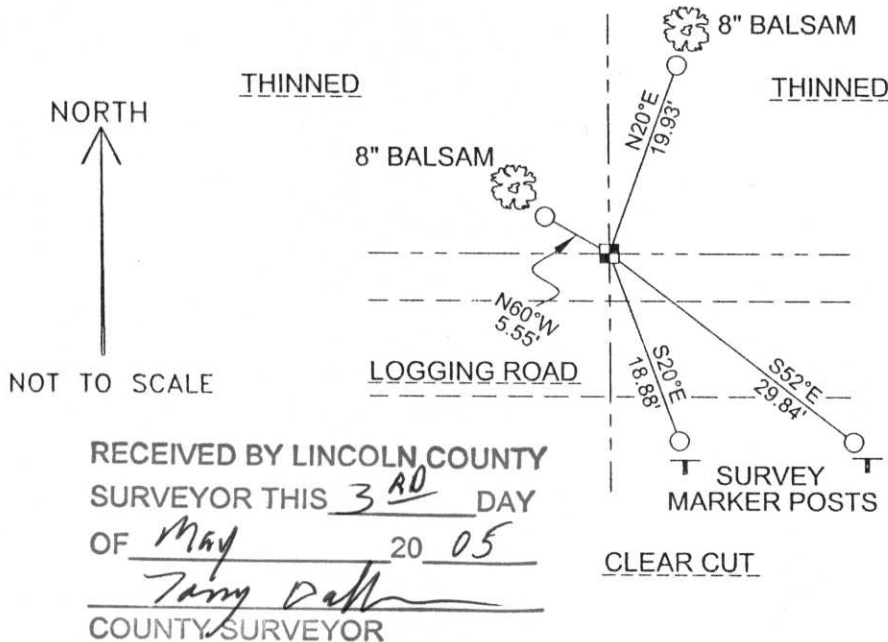 8" BALSAM
THINNED
THINNED
NORTH
N20°E
19.93'
8" BALSAM
N60°W
5.55'
LOGGING ROAD
S20°E
18.88'
S52°E
29.84'
NOT TO SCALE
SURVEY
MARKER POSTS
CLEAR CUT
RECEIVED BY LINCOLN COUNTY
SURVEYOR THIS 3RD DAY
OF May 20 05
COUNTY SURVEYOR